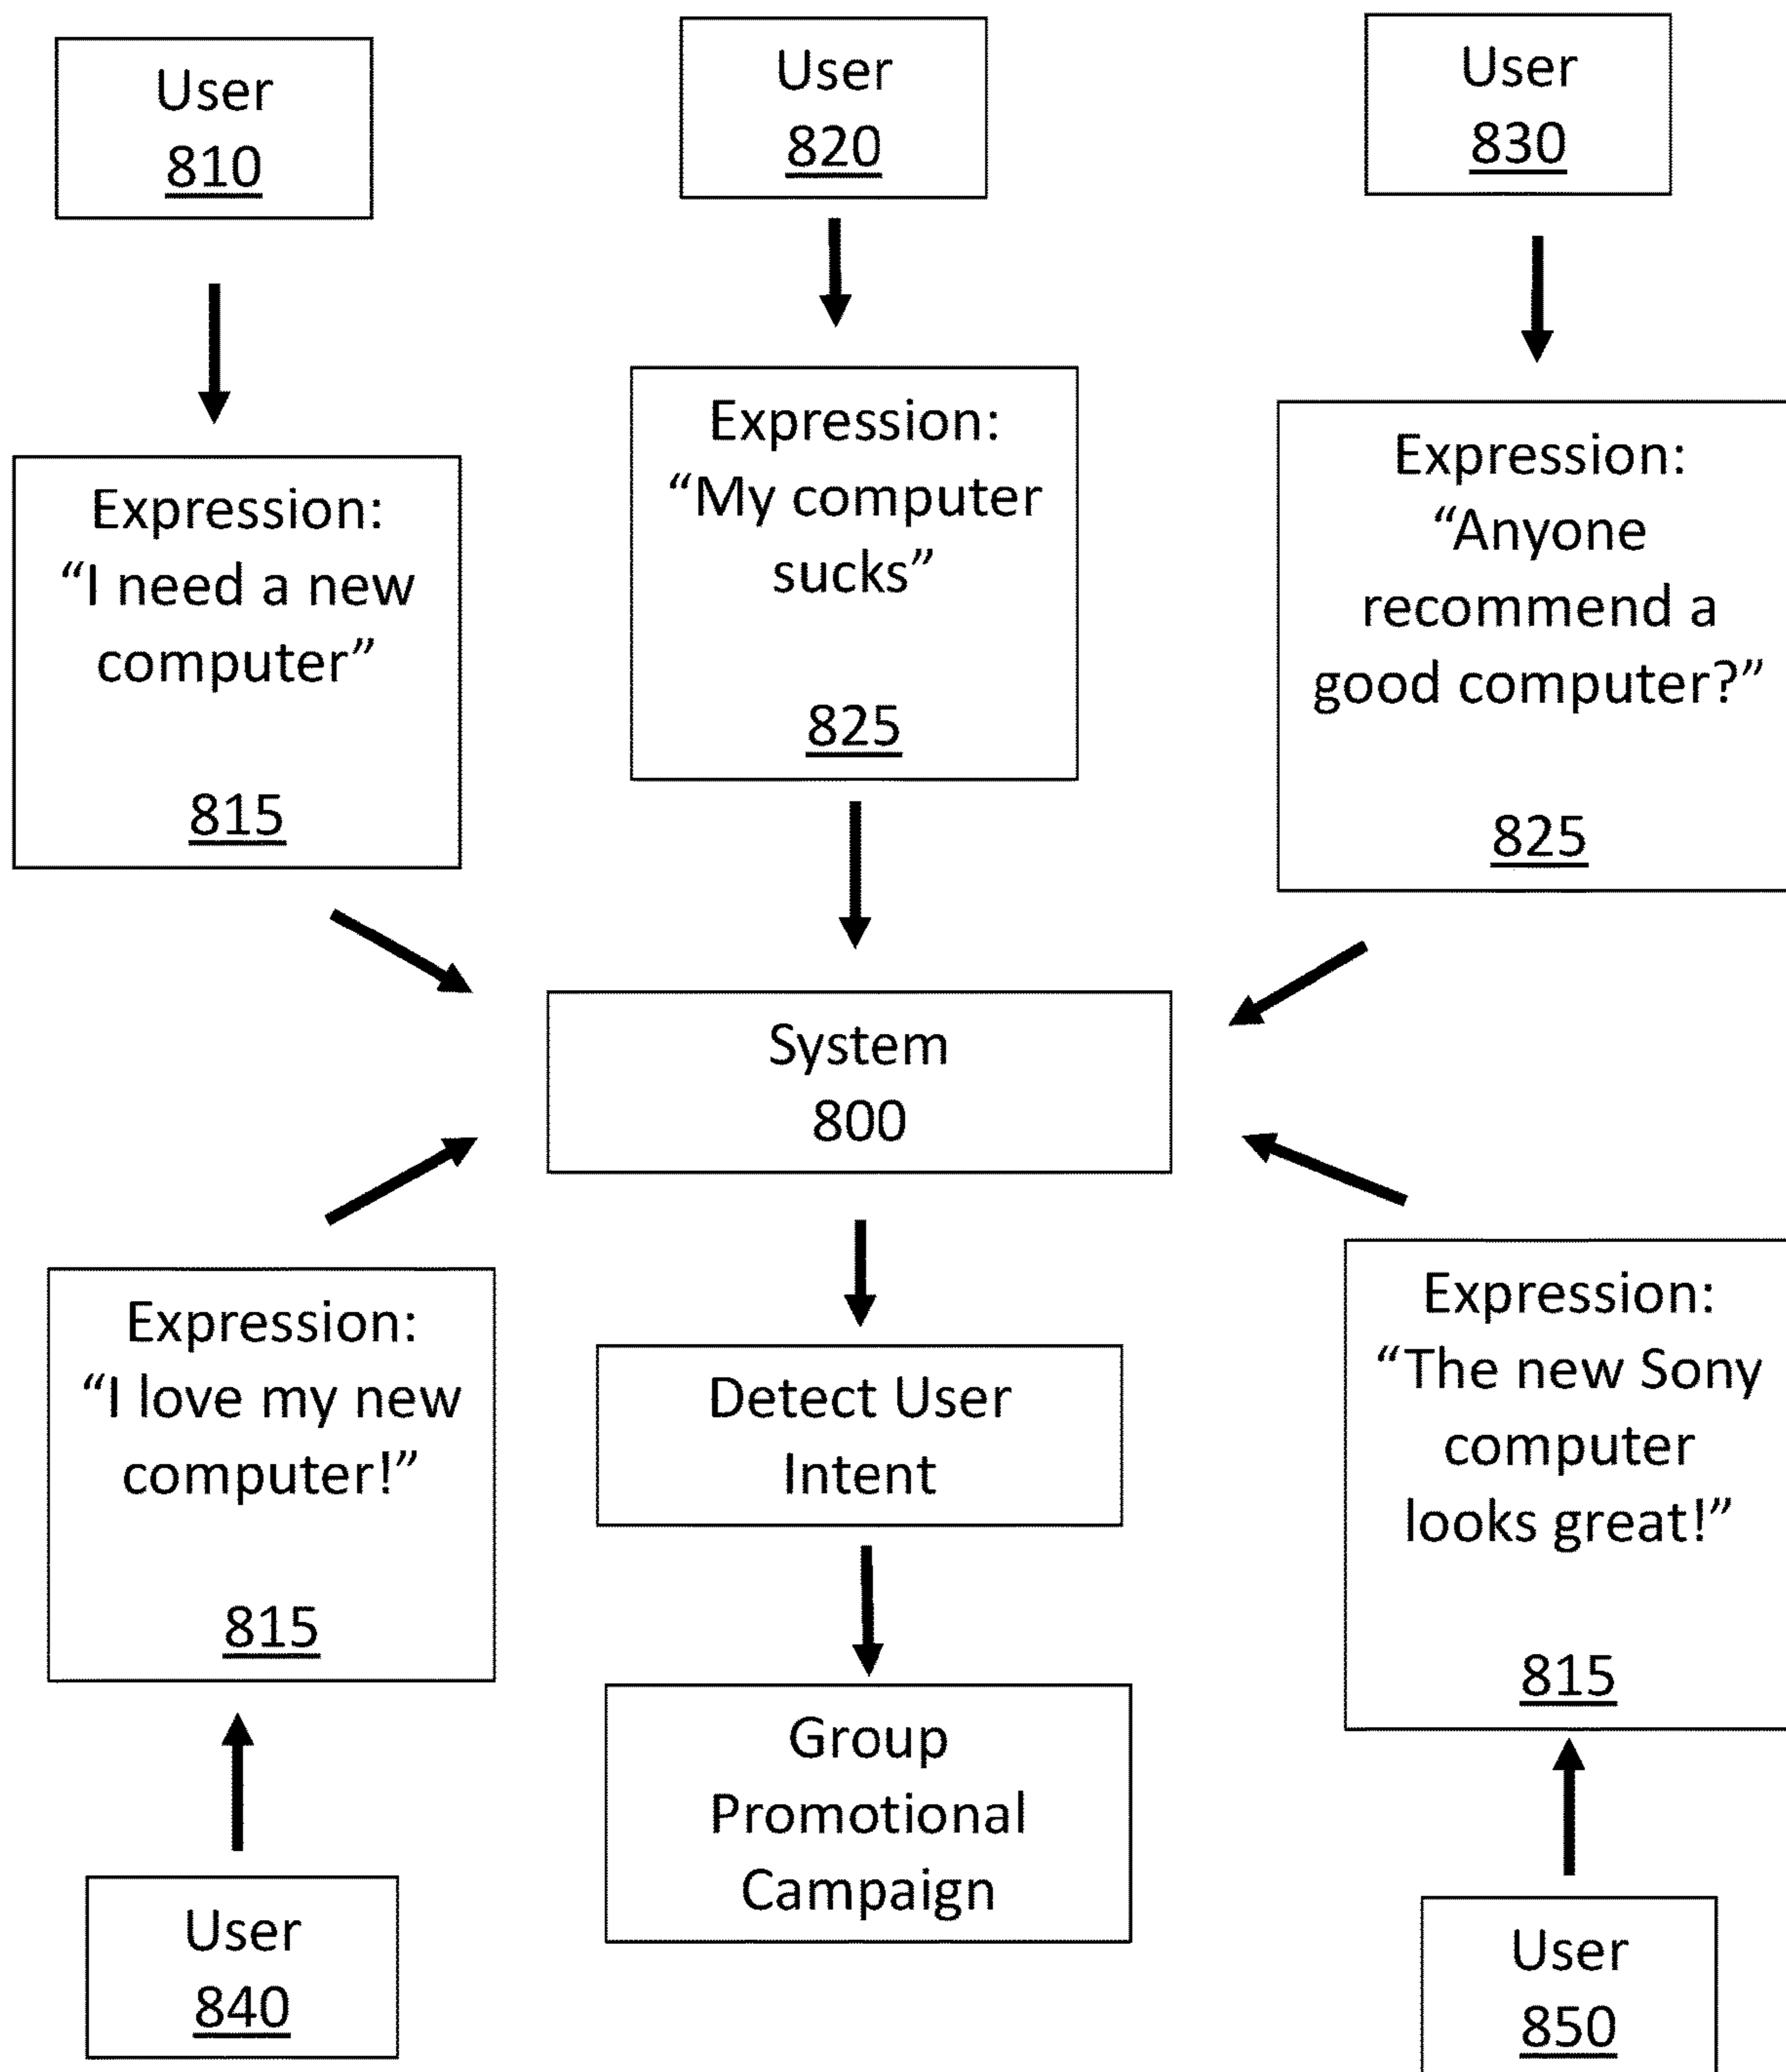 User
810
User
820
User
830
Expression:
“I need a new
computer”
815
Expression:
“My computer
sucks”
825
Expression:
“Anyone
recommend a
good computer?”
825
System
800
Expression:
“I love my new
computer!”
815
Detect User
Intent
Expression:
“The new Sony
computer
looks great!”
815
Group
Promotional
Campaign
User
840
User
850